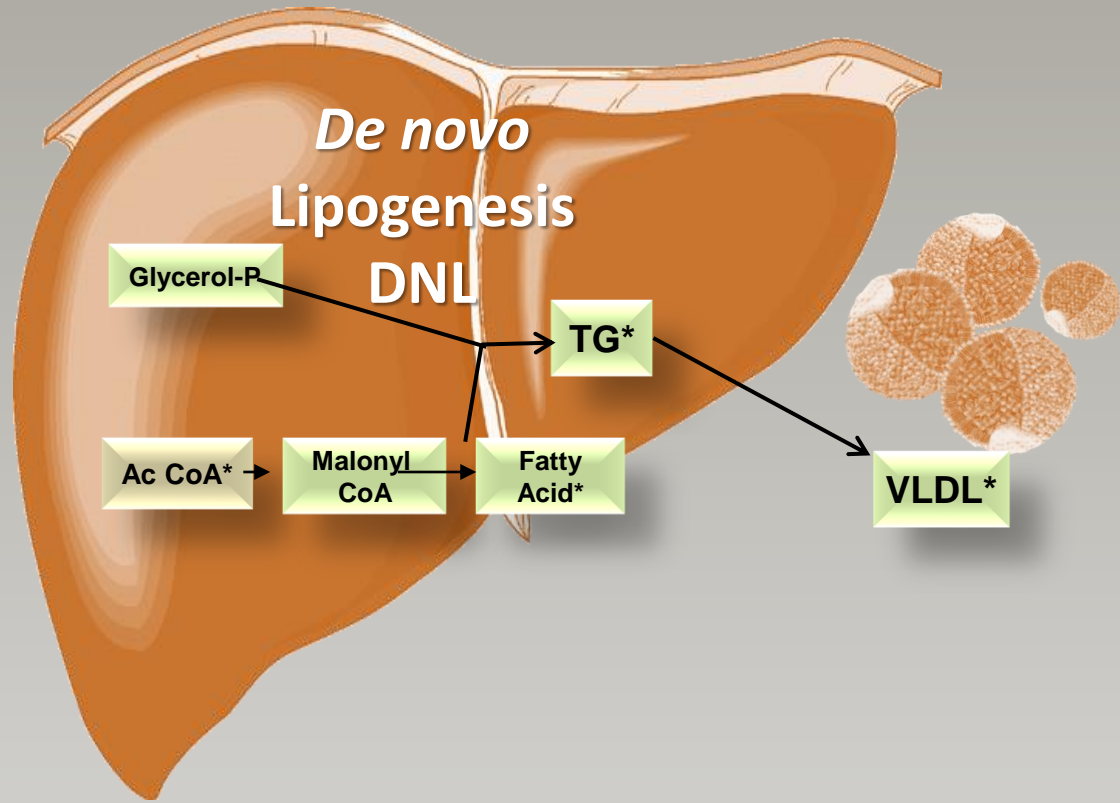 De novo
Lipogenesis
DNL
Glycerol-P
TG*
Ac CoA*
Malonyl
CoA
Fatty
Acid*
VLDL*